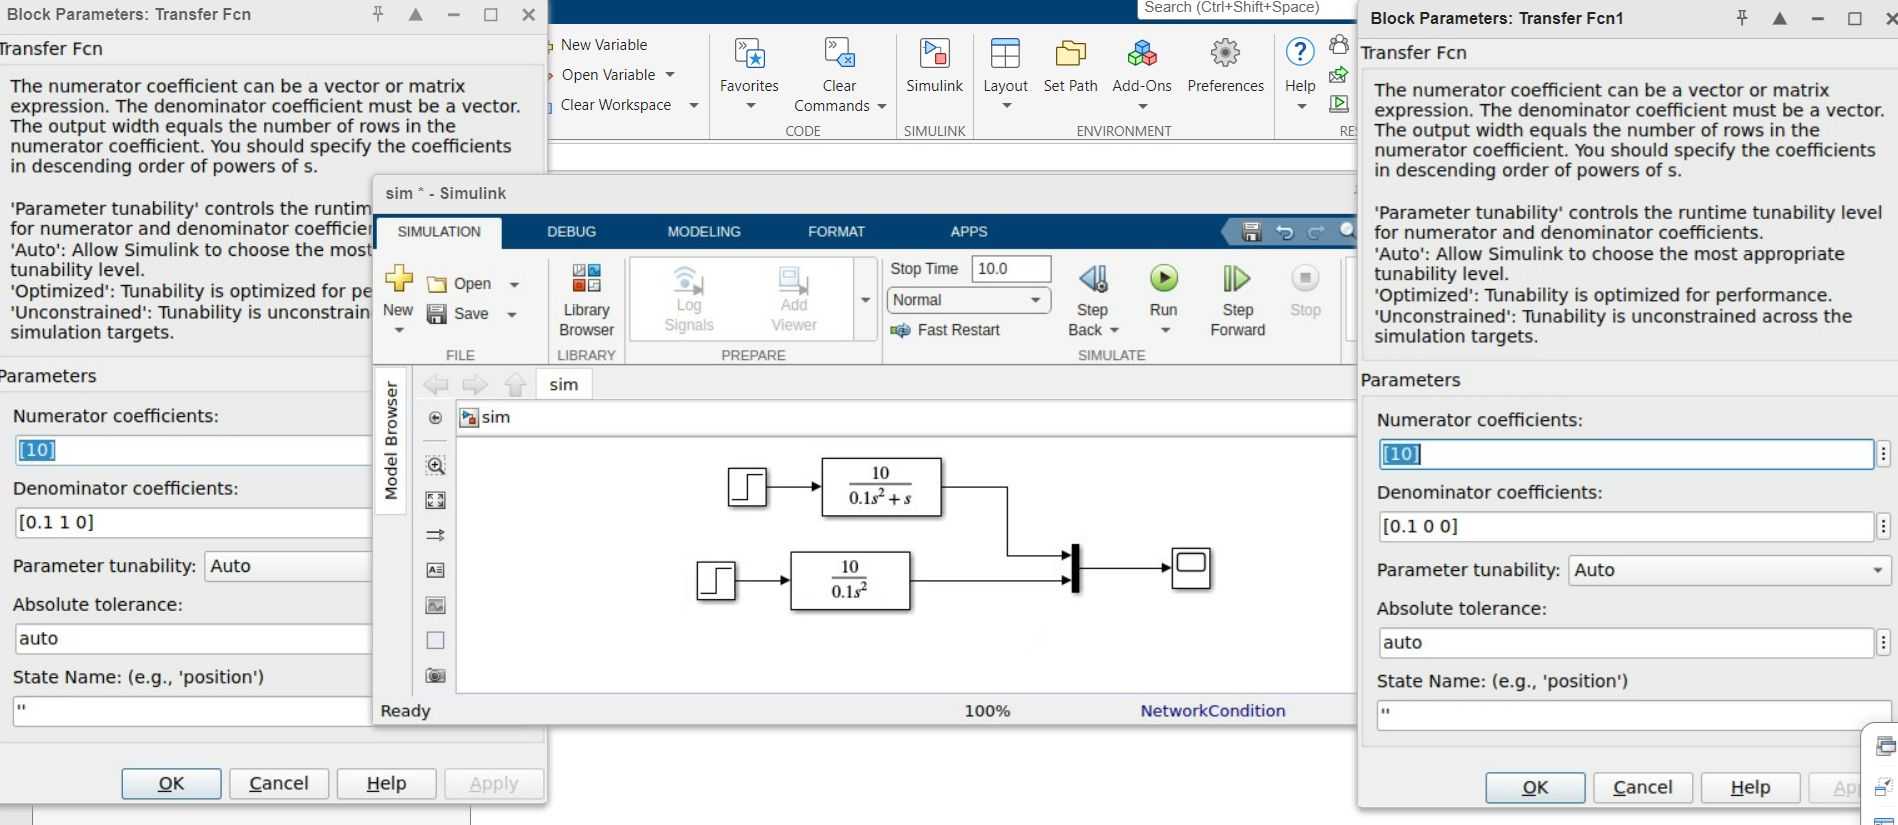 Block Parameters: Transfer Fcn
Transfer Fcn
The numerator coefficient can be a vector or matrix
expression. The denominator coefficient must be a vector.
The output width equals the number of rows in the
numerator coefficient. You should specify the coefficients
in descending order of powers of s.
'Parameter tunability' controls the runtim
for numerator and denominator coefficier
'Auto': Allow Simulink to choose the most
tunability level.
'Optimized': Tunability is optimized for pe
'Unconstrained': Tunability is unconstrain
simulation targets.
Parameters
Numerator coefficients:
[10]
Denominator coefficients:
[0.1 1 0]
Parameter tunability: Auto
Absolute tolerance:
auto
State Name: (e.g., 'position')
''
OK Cancel Help Apply
Search (Ctrl+Shift+Space)
New Variable
Open Variable
Clear Workspace
Favorites
Clear
Commands
CODE
Simulink
SIMULINK
Layout
Set Path
Add-Ons
Preferences
ENVIRONMENT
Help
RE
sim * - Simulink
SIMULATION DEBUG MODELING FORMAT APPS
New
Open
Save
FILE
Library
Browser
LIBRARY
Log
Signals
Add
Viewer
PREPARE
Stop Time 10.0
Normal
Fast Restart
Step
Back
Run
Step
Forward
Stop
SIMULATE
Model Browser
sim
sim
10
0.1s²+s
10
0.1s²
Ready 100% NetworkCondition
Block Parameters: Transfer Fcn1
Transfer Fcn
The numerator coefficient can be a vector or matrix
expression. The denominator coefficient must be a vector.
The output width equals the number of rows in the
numerator coefficient. You should specify the coefficients
in descending order of powers of s.
'Parameter tunability' controls the runtime tunability level
for numerator and denominator coefficients.
'Auto': Allow Simulink to choose the most appropriate
tunability level.
'Optimized': Tunability is optimized for performance.
'Unconstrained': Tunability is unconstrained across the
simulation targets.
Parameters
Numerator coefficients:
[10]
Denominator coefficients:
[0.1 0 0]
Parameter tunability: Auto
Absolute tolerance:
auto
State Name: (e.g., 'position')
''
OK Cancel Help Ap